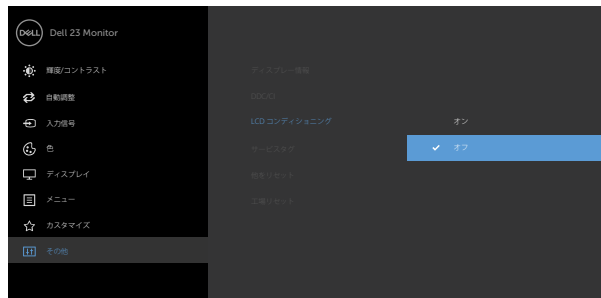 DELL
Dell 23 Monitor
輝度/コントラスト
自動調整
入力信号
色
ディスプレイ
メニュー
カスタマイズ
その他
ディスプレー情報
DDC/CI
LCD コンディショニング
サービスタグ
他をリセット
工場リセット
オン
オフ